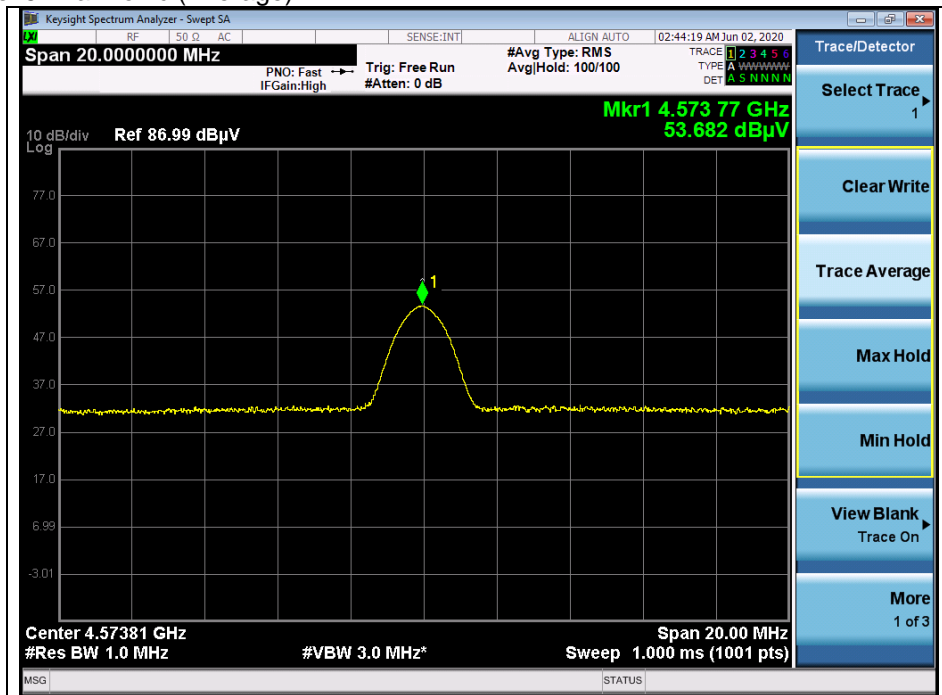 Keysight Spectrum Analyzer - Swept SA
LXI RF 50 Ω AC SENSE:INT ALIGN AUTO 02:44:19 AM Jun 02, 2020
Span 20.0000000 MHz
PNO: Fast
IFGain:High
Trig: Free Run
#Atten: 0 dB
#Avg Type: RMS
Avg|Hold: 100/100
TRACE 1 2 3 4 5 6
TYPE A WWWWW
DET A S N N N N
Mkr1 4.573 77 GHz
53.682 dBµV
10 dB/div Ref 86.99 dBµV
Log
77.0
67.0
57.0
47.0
37.0
27.0
17.0
6.99
-3.01
1
Center 4.57381 GHz
Span 20.00 MHz
#Res BW 1.0 MHz
#VBW 3.0 MHz*
Sweep 1.000 ms (1001 pts)
MSG
STATUS
Trace/Detector
Select Trace
1
Clear Write
Trace Average
Max Hold
Min Hold
View Blank
Trace On
More
1 of 3